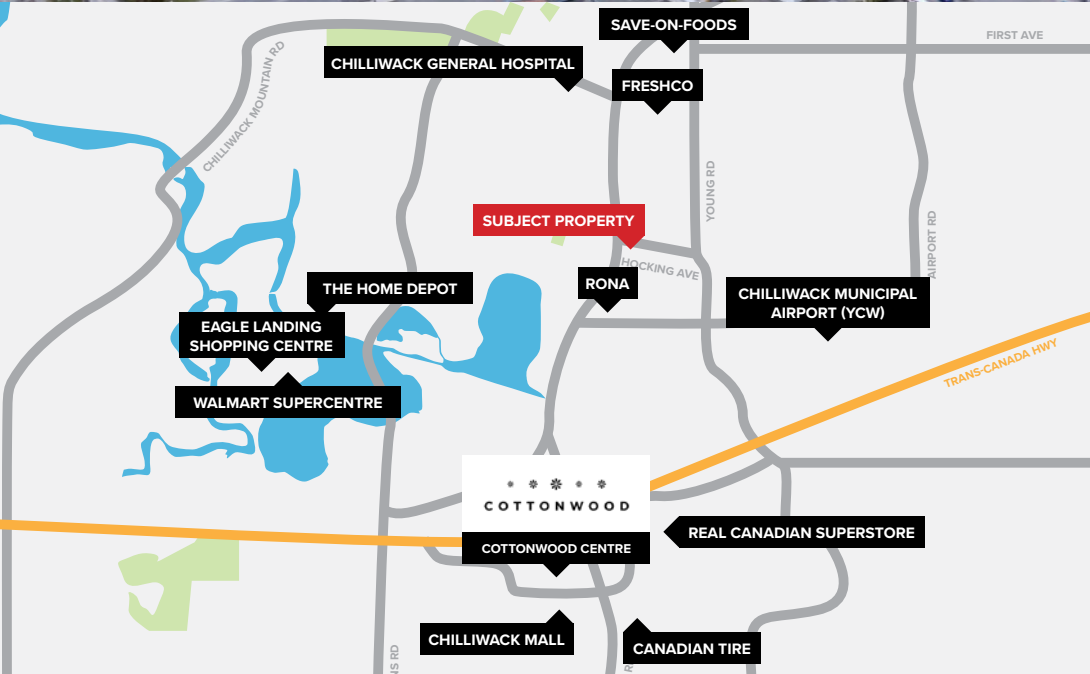 SAVE-ON-FOODS
FIRST AVE
CHILLIWACK GENERAL HOSPITAL
CHILLIWACK MOUNTAIN RD
FRESHCO
YOUNG RD
SUBJECT PROPERTY
AIRPORT RD
HOCKING AVE
THE HOME DEPOT
RONA
CHILLIWACK MUNICIPAL
AIRPORT (YCW)
EAGLE LANDING
SHOPPING CENTRE
TRANS-CANADA HWY
WALMART SUPERCENTRE
COTTONWOOD
REAL CANADIAN SUPERSTORE
COTTONWOOD CENTRE
CHILLIWACK MALL
CANADIAN TIRE
NS RD